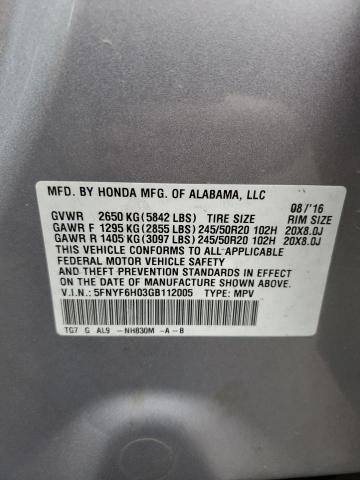 MFD. BY HONDA MFG. OF ALABAMA, LLC 08/'16
GVWR 2650 KG (5842 LBS) TIRE SIZE RIM SIZE
GAWR F 1295 KG (2855 LBS) 245/50R20 102H 20X8.0J
GAWR R 1405 KG (3097 LBS) 245/50R20 102H 20X8.0J
THIS VEHICLE CONFORMS TO ALL APPLICABLE
FEDERAL MOTOR VEHICLE SAFETY
AND THEFT PREVENTION STANDARDS IN EFFECT
ON THE DATE OF MANUFACTURE SHOWN ABOVE.
V.I.N.: 5FNYF6H03GB112005 TYPE: MPV
TG7 G AL9 -NH830M -A-B